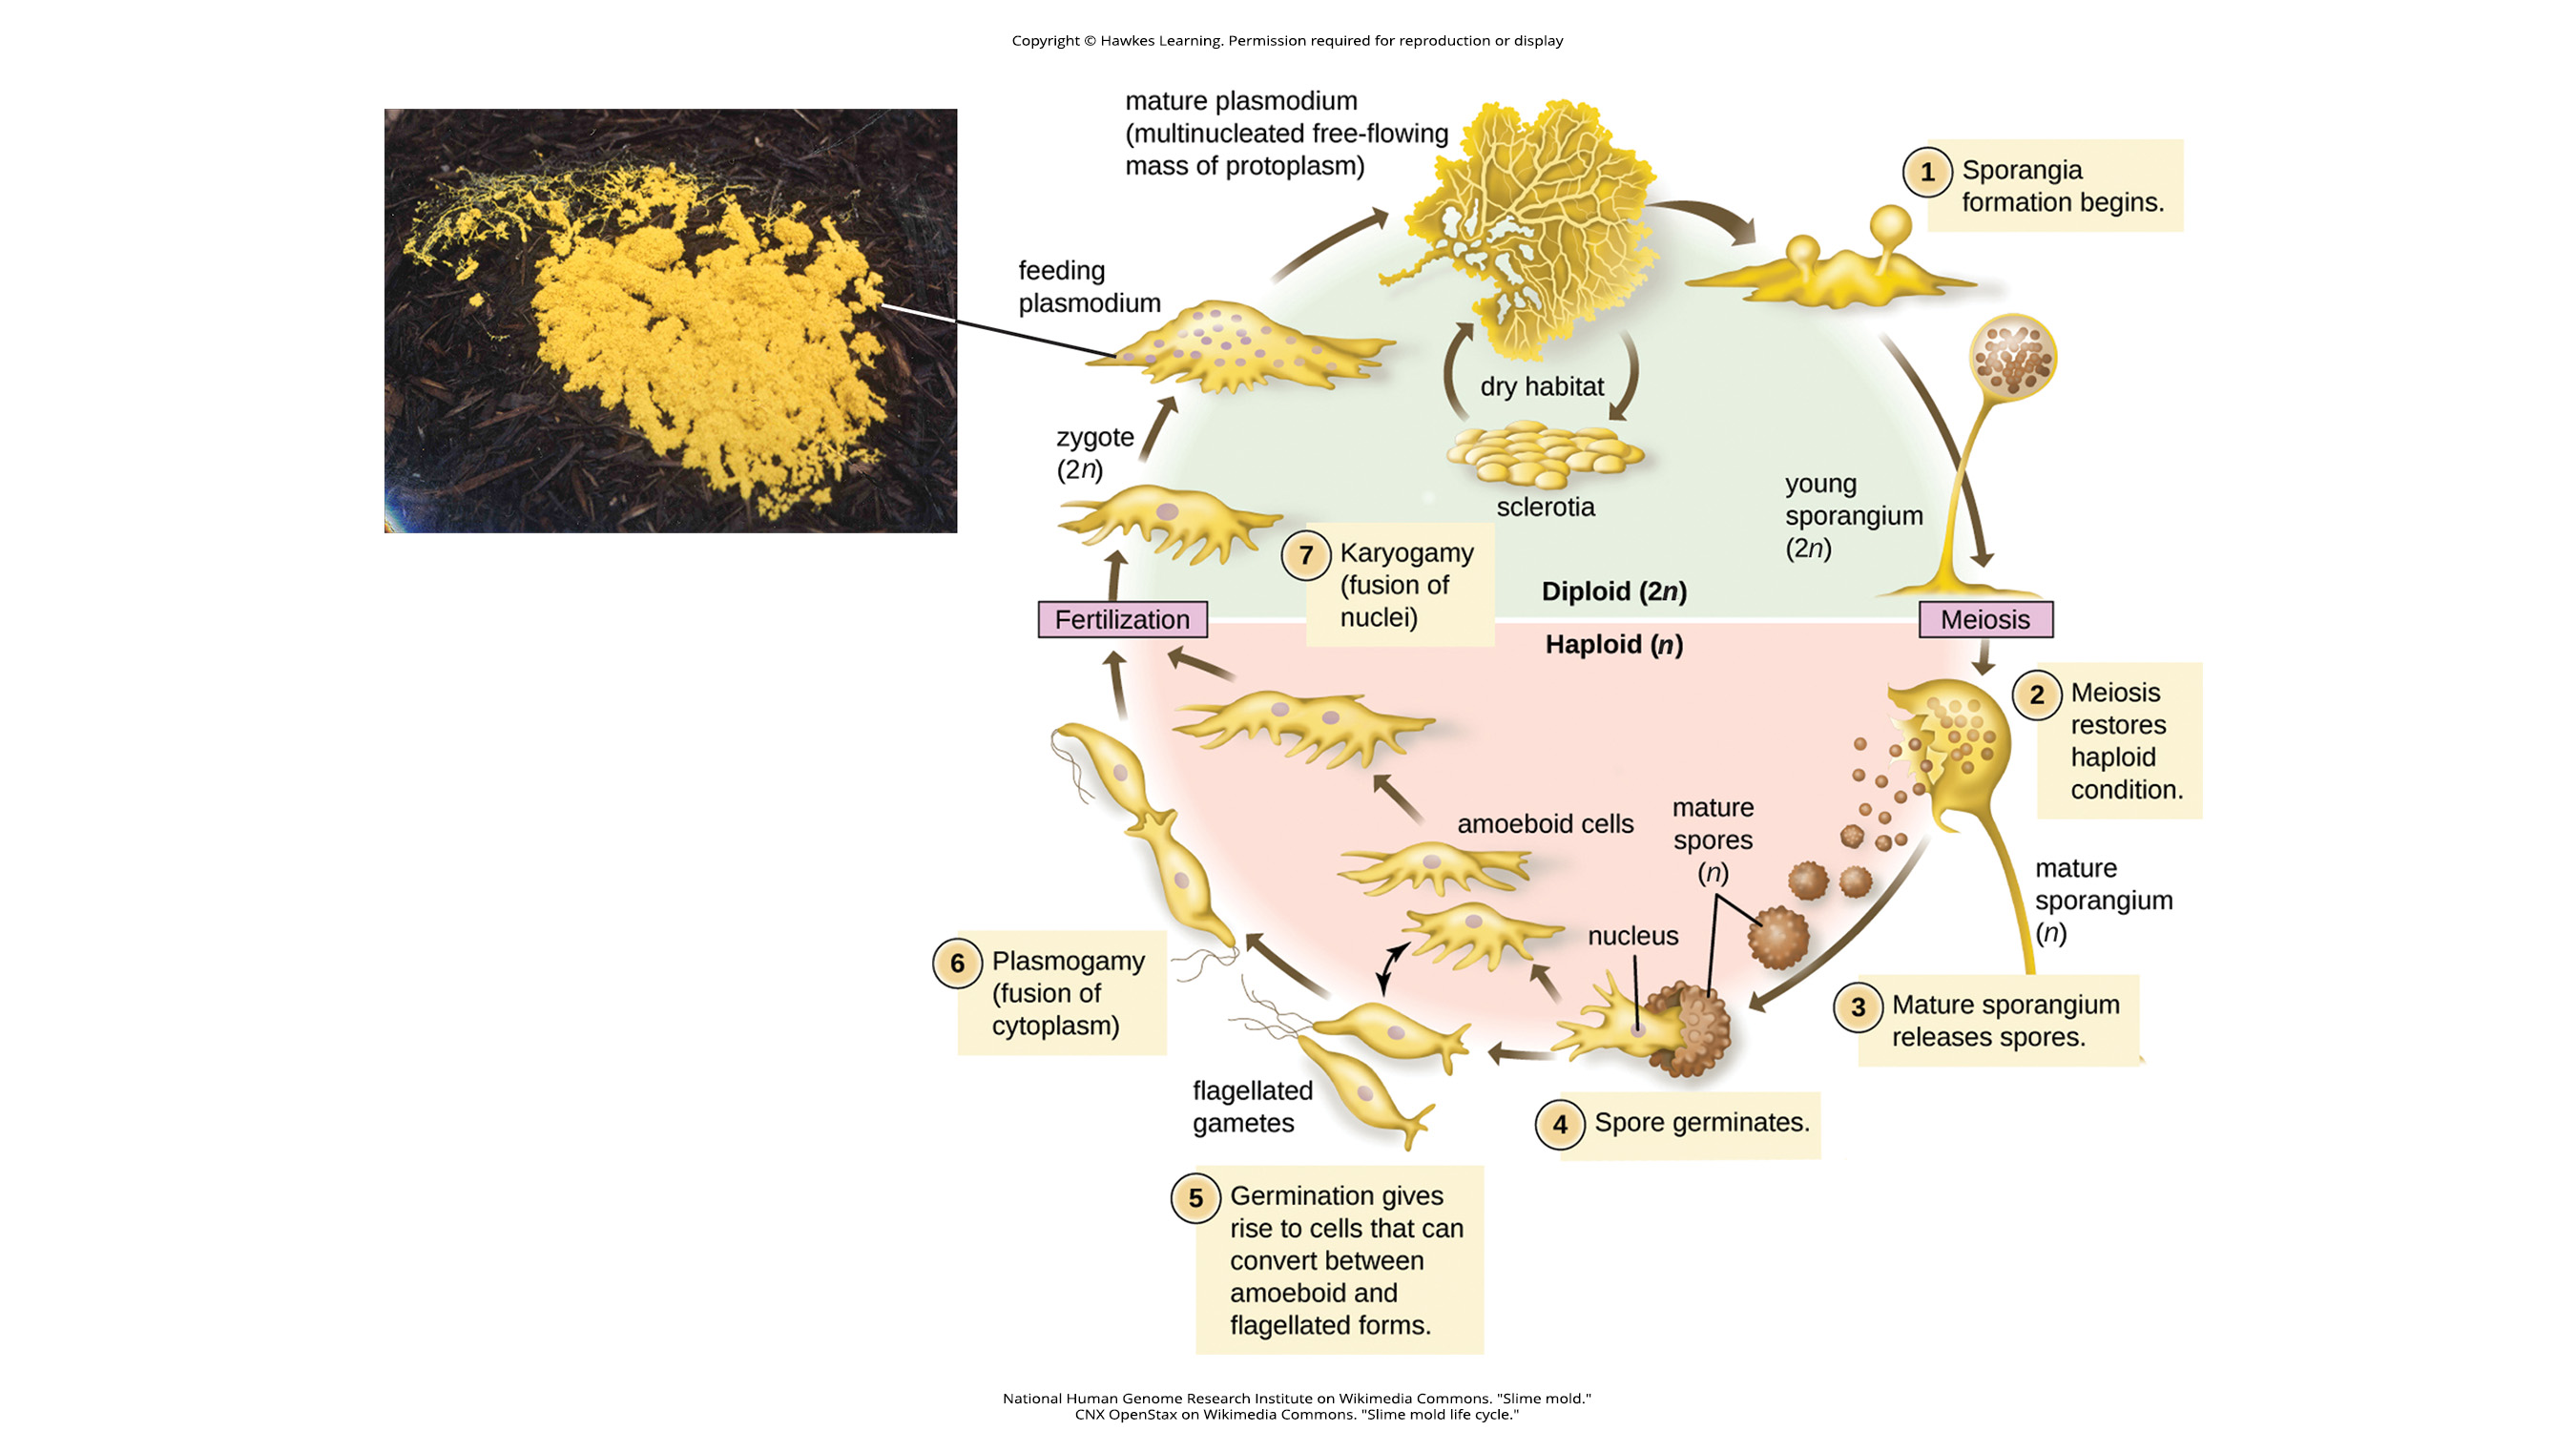 Copyright © Hawkes Learning. Permission required for reproduction or display
mature plasmodium
(multinucleated free-flowing
mass of protoplasm)
1 Sporangia
formation begins.
feeding
plasmodium
dry habitat
sclerotia
zygote
(2n)
young
sporangium
(2n)
7 Karyogamy
(fusion of
nuclei)
Diploid (2n)
Fertilization
Meiosis
Haploid (n)
2 Meiosis
restores
haploid
condition.
amoeboid cells
mature
spores
(n)
mature
sporangium
(n)
nucleus
6 Plasmogamy
(fusion of
cytoplasm)
3 Mature sporangium
releases spores.
flagellated
gametes
4 Spore germinates.
5 Germination gives
rise to cells that can
convert between
amoeboid and
flagellated forms.
National Human Genome Research Institute on Wikimedia Commons. "Slime mold."
CNX OpenStax on Wikimedia Commons. "Slime mold life cycle."